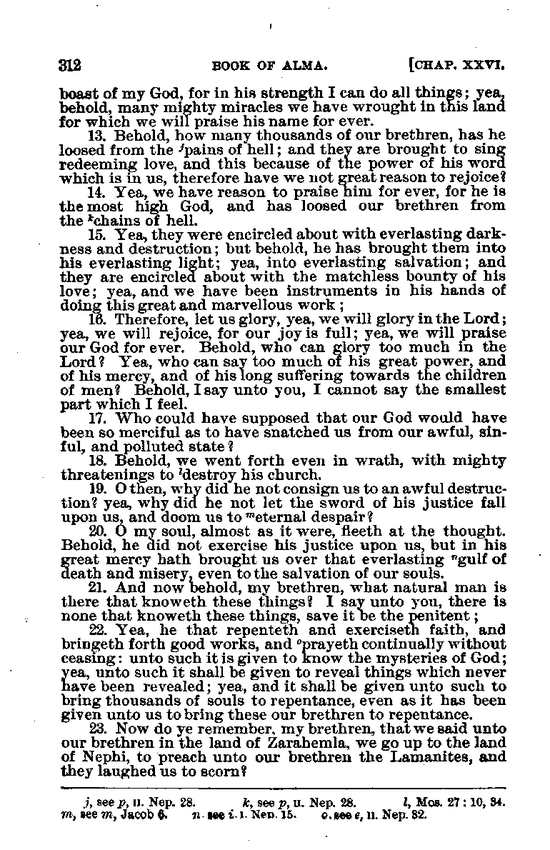 312 BOOK OF ALMA. [CHAP. XXVI.
boast of my God, for in his strength I can do all things; yea,
behold, many mighty miracles we have wrought in this land
for which we will praise his name for ever.
13. Behold, how many thousands of our brethren, has he
loosed from the jpains of hell; and they are brought to sing
redeeming love, and this because of the power of his word
which is in us, therefore have we not great reason to rejoice?
14. Yea, we have reason to praise him for ever, for he is
the most high God, and has loosed our brethren from
the kchains of hell.
15. Yea, they were encircled about with everlasting dark-
ness and destruction; but behold, he has brought them into
his everlasting light; yea, into everlasting salvation; and
they are encircled about with the matchless bounty of his
love; yea, and we have been instruments in his hands of
doing this great and marvellous work;
16. Therefore, let us glory, yea, we will glory in the Lord;
yea, we will rejoice, for our joy is full; yea, we will praise
our God for ever. Behold, who can glory too much in the
Lord? Yea, who can say too much of his great power, and
of his mercy, and of his long suffering towards the children
of men? Behold, I say unto you, I cannot say the smallest
part which I feel.
17. Who could have supposed that our God would have
been so merciful as to have snatched us from our awful, sin-
ful, and polluted state?
18. Behold, we went forth even in wrath, with mighty
threatenings to ldestroy his church.
19. O then, why did he not consign us to an awful destruc-
tion? yea, why did he not let the sword of his justice fall
upon us, and doom us to meternal despair?
20. O my soul, almost as it were, fleeth at the thought.
Behold, he did not exercise his justice upon us, but in his
great mercy hath brought us over that everlasting ngulf of
death and misery, even to the salvation of our souls.
21. And now behold, my brethren, what natural man is
there that knoweth these things? I say unto you, there is
none that knoweth these things, save it be the penitent;
22. Yea, he that repenteth and exerciseth faith, and
bringeth forth good works, and oprayeth continually without
ceasing: unto such it is given to know the mysteries of God;
yea, unto such it shall be given to reveal things which never
have been revealed; yea, and it shall be given unto such to
bring thousands of souls to repentance, even as it has been
given unto us to bring these our brethren to repentance.
23. Now do ye remember, my brethren, that we said unto
our brethren in the land of Zarahemla, we go up to the land
of Nephi, to preach unto our brethren the Lamanites, and
they laughed us to scorn?
j, see p, II. Nep. 28. k, see p, II. Nep. 28. l, Mos. 27: 10, 34.
m, see m, Jacob 6. n. see i. I. Nep. 15. o. see e, II. Nep. 32.